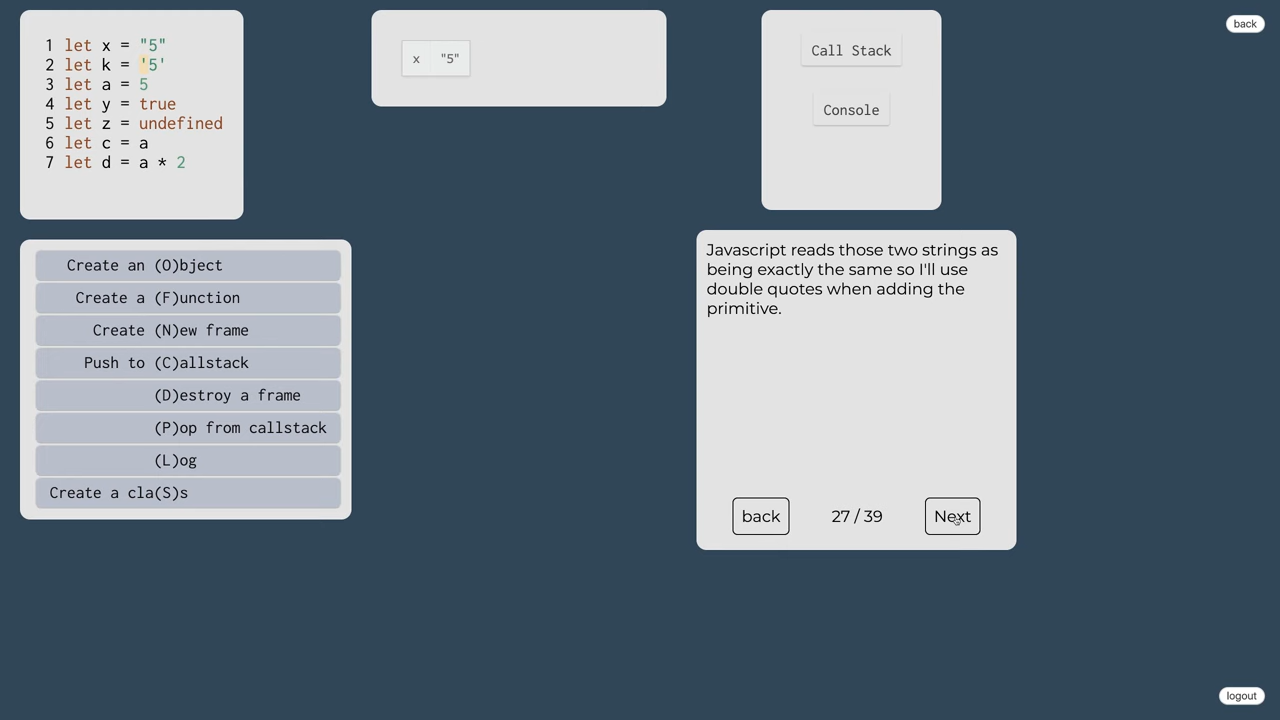 1 let x = "5"
2 let k = '5'
3 let a = 5
4 let y = true
5 let z = undefined
6 let c = a
7 let d = a * 2
x "5"
Call Stack
Console
back
Create an (O)bject
Create a (F)unction
Create (N)ew frame
Push to (C)allstack
(D)estroy a frame
(P)op from callstack
(L)og
Create a cla(S)s
Javascript reads those two strings as
being exactly the same so I'll use
double quotes when adding the
primitive.
back 27 / 39 Next
logout